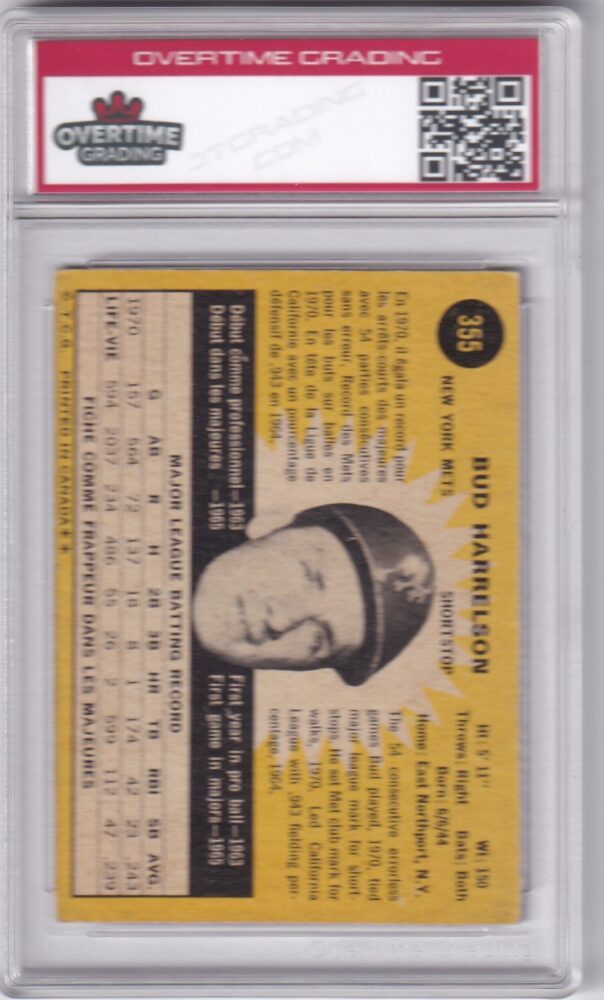 OVERTIME GRADING
OVERTIME
GRADING
OTGRADING
.COM
355
BUD HARRELSON
NEW YORK METS
SHORTSTOP
Ht: 5' 11" Wt: 150
Throws: Right Bats: Both
Born: 6/6/44
Home: East Northport, N.Y.
En 1970, il égala un record pour
les arrêts-courts des majeures
avec 54 parties consécutives
sans erreur. Record des Mets
pour les buts sur balles en
1970. En tête de la Ligue de
Californie avec un pourcentage
défensif de .943 en 1964.
The 54 consecutive errorless
games Bud played, 1970, tied
major league mark for short-
stops. He set Met club mark for
walks, 1970. Led California
League with .943 fielding per-
centage, 1964.
Début comme professionnel—1963
Début dans les majeures —1965
First year in pro ball—1963
First game in majors—1965
MAJOR LEAGUE BATTING RECORD
G AB R H 2B 3B HR TB RBI SB AVG.
1970 157 564 72 137 18 8 1 174 42 23 .243
LIFE-VIE 594 2037 234 486 55 26 2 599 112 47 .239
FICHE COMME FRAPPEUR DANS LES MAJEURES
PRINTED IN CANADA
Overtime Grading